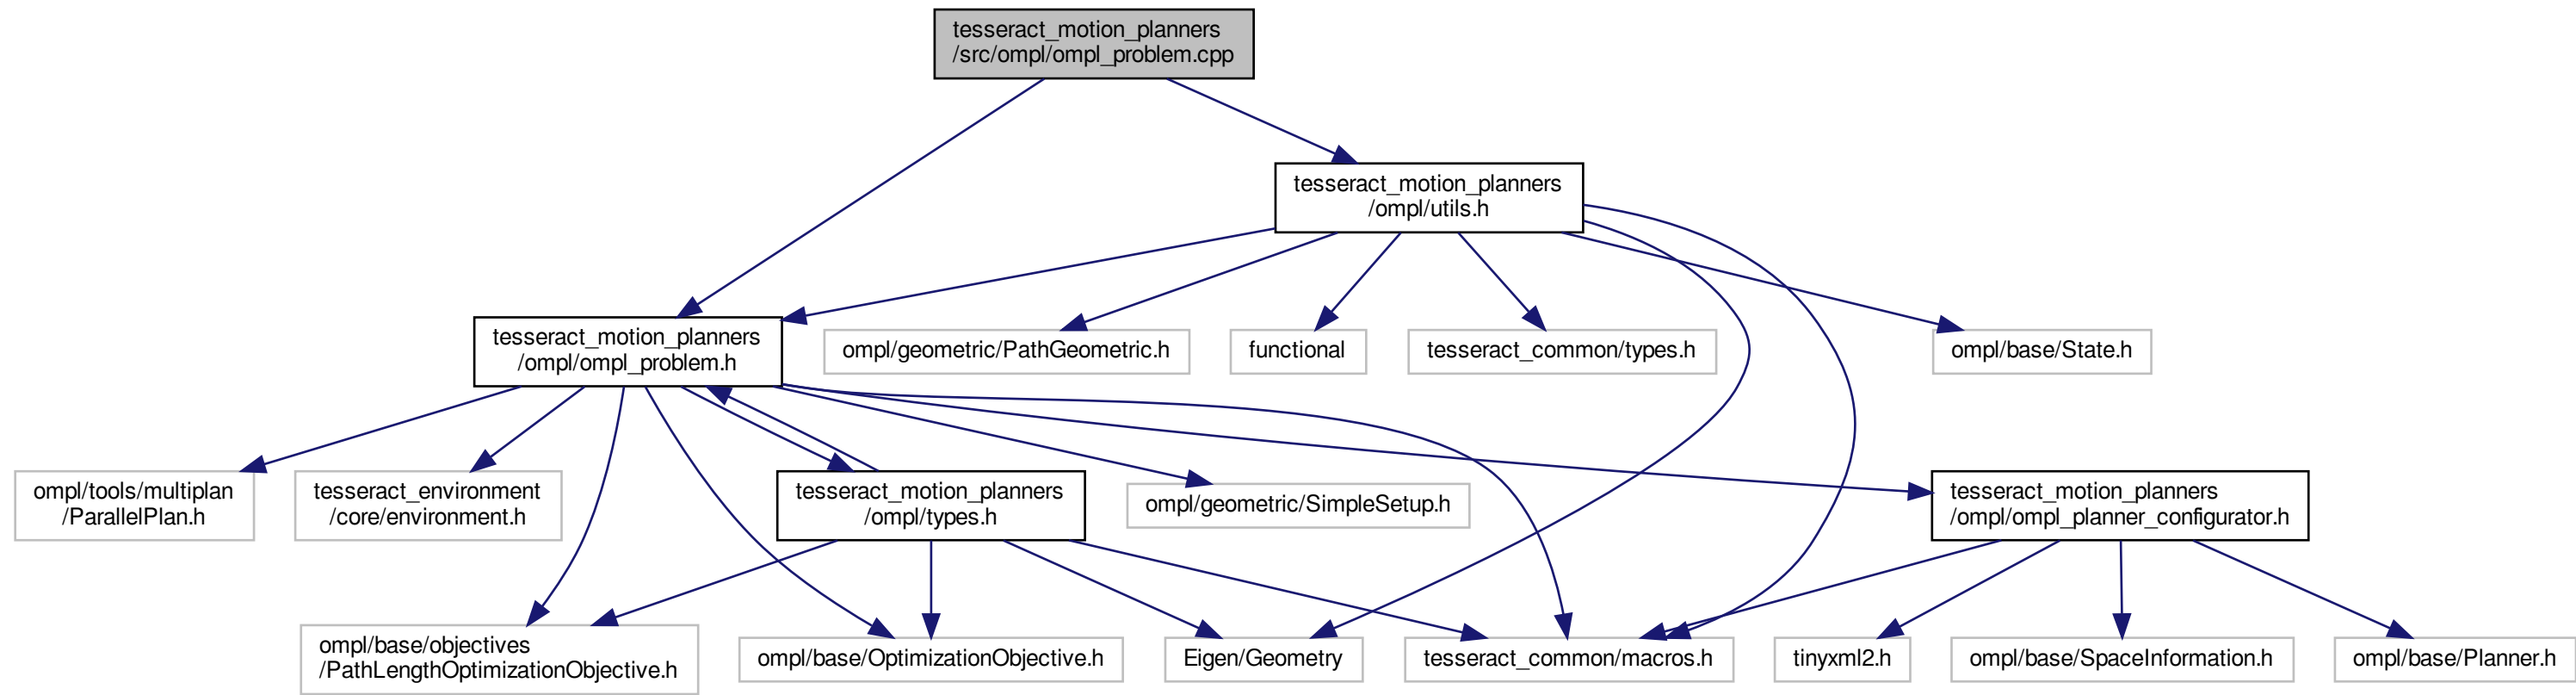 tesseract_motion_planners
/src/ompl/ompl_problem.cpp
tesseract_motion_planners
/ompl/utils.h
tesseract_motion_planners
/ompl/ompl_problem.h
ompl/geometric/PathGeometric.h
functional
tesseract_common/types.h
ompl/base/State.h
ompl/tools/multiplan
/ParallelPlan.h
tesseract_environment
/core/environment.h
tesseract_motion_planners
/ompl/types.h
ompl/geometric/SimpleSetup.h
tesseract_motion_planners
/ompl/ompl_planner_configurator.h
ompl/base/objectives
/PathLengthOptimizationObjective.h
ompl/base/OptimizationObjective.h
Eigen/Geometry
tesseract_common/macros.h
tinyxml2.h
ompl/base/SpaceInformation.h
ompl/base/Planner.h